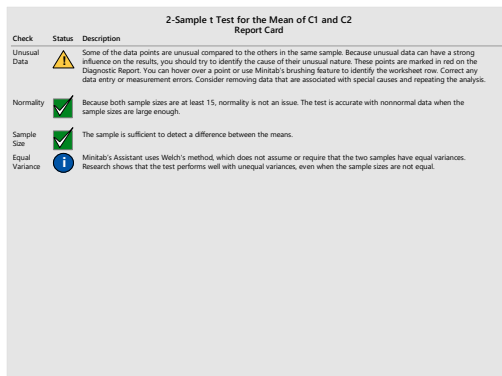 2-Sample t Test for the Mean of C1 and C2
Report Card
Check Status Description
Unusual Some of the data points are unusual compared to the others in the same sample. Because unusual data can have a strong
Data influence on the results, you should try to identify the cause of their unusual nature. These points are marked in red on the
Diagnostic Report. You can hover over a point or use Minitab's brushing feature to identify the worksheet row. Correct any
data entry or measurement errors. Consider removing data that are associated with special causes and repeating the analysis.
Normality Because both sample sizes are at least 15, normality is not an issue. The test is accurate with nonnormal data when the
sample sizes are large enough.
Sample The sample is sufficient to detect a difference between the means.
Size
Equal i Minitab's Assistant uses Welch's method, which does not assume or require that the two samples have equal variances.
Variance Research shows that the test performs well with unequal variances, even when the sample sizes are not equal.